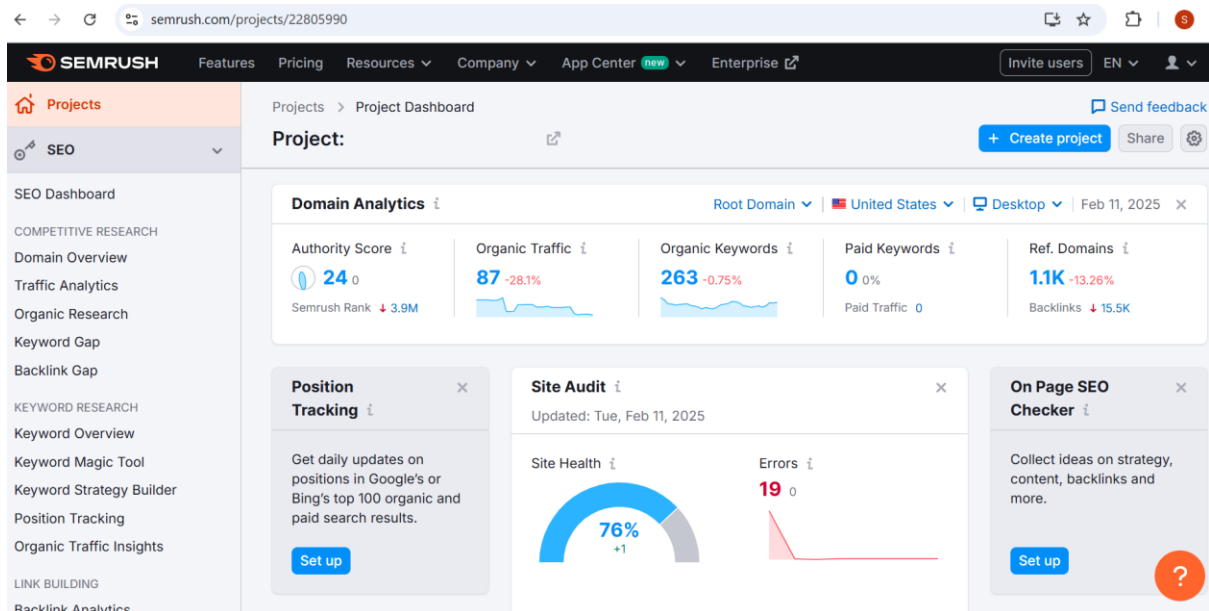 semrush.com/projects/22805990
S
SEMRUSH
Features
Pricing
Resources
Company
App Center new
Enterprise
Invite users
EN
Projects
SEO
SEO Dashboard
COMPETITIVE RESEARCH
Domain Overview
Traffic Analytics
Organic Research
Keyword Gap
Backlink Gap
KEYWORD RESEARCH
Keyword Overview
Keyword Magic Tool
Keyword Strategy Builder
Position Tracking
Organic Traffic Insights
LINK BUILDING
Backlink Analytics
Projects > Project Dashboard
Send feedback
Project:
+ Create project
Share
Domain Analytics i
Root Domain
United States
Desktop
Feb 11, 2025
Authority Score i
24 0
Semrush Rank ↓ 3.9M
Organic Traffic i
87 -28.1%
Organic Keywords i
263 -0.75%
Paid Keywords i
0 0%
Paid Traffic 0
Ref. Domains i
1.1K -13.26%
Backlinks ↓ 15.5K
Position
Tracking i
Get daily updates on
positions in Google's or
Bing's top 100 organic and
paid search results.
Set up
Site Audit i
Updated: Tue, Feb 11, 2025
Site Health i
76%
+1
Errors i
19 0
On Page SEO
Checker i
Collect ideas on strategy,
content, backlinks and
more.
Set up
?